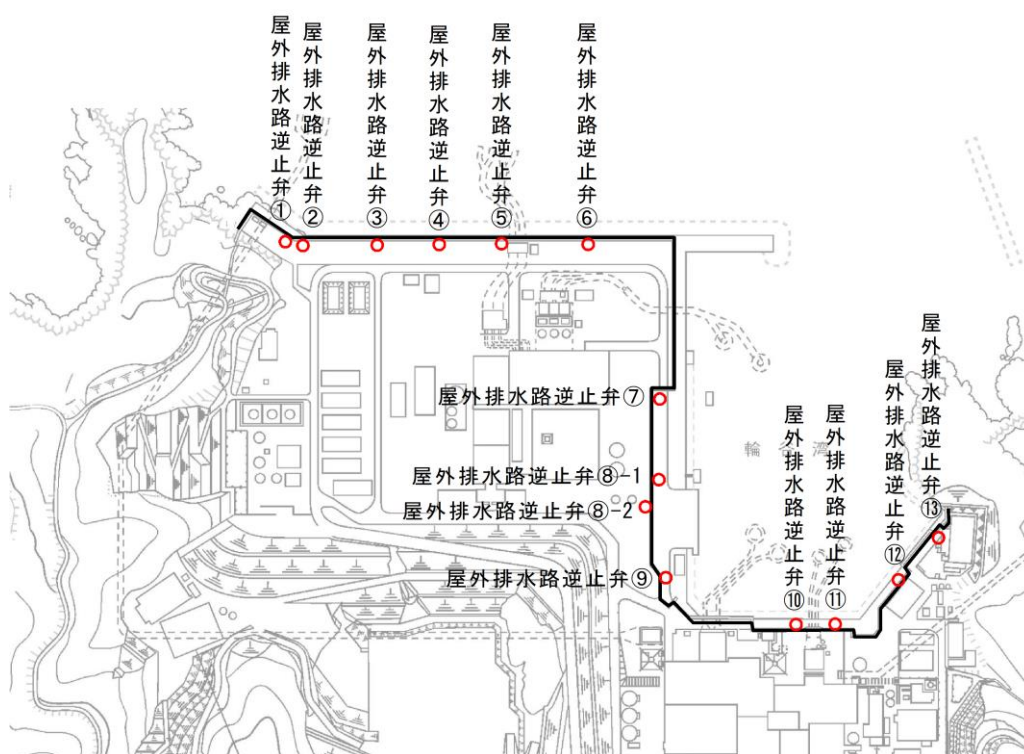 屋外排水路逆止弁①
屋外排水路逆止弁②
屋外排水路逆止弁③
屋外排水路逆止弁④
屋外排水路逆止弁⑤
屋外排水路逆止弁⑥
屋外排水路逆止弁⑦
屋外排水路逆止弁⑧-1
屋外排水路逆止弁⑧-2
屋外排水路逆止弁⑨
屋外排水路逆止弁⑩
屋外排水路逆止弁⑪
屋外排水路逆止弁⑫
屋外排水路逆止弁⑬
輪谷湾